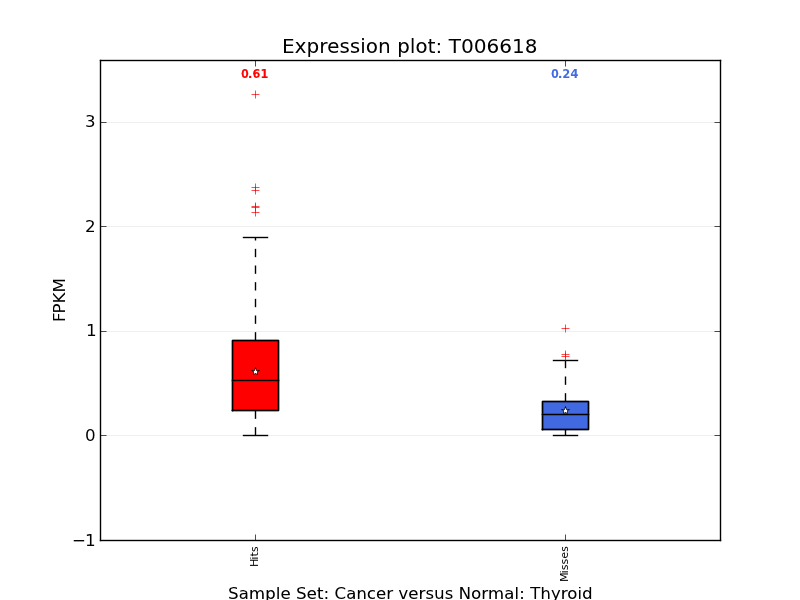 Expression plot: T006618
0.61
0.24
3
2
1
0
−1
FPKM
Hits
Misses
Sample Set: Cancer versus Normal: Thyroid